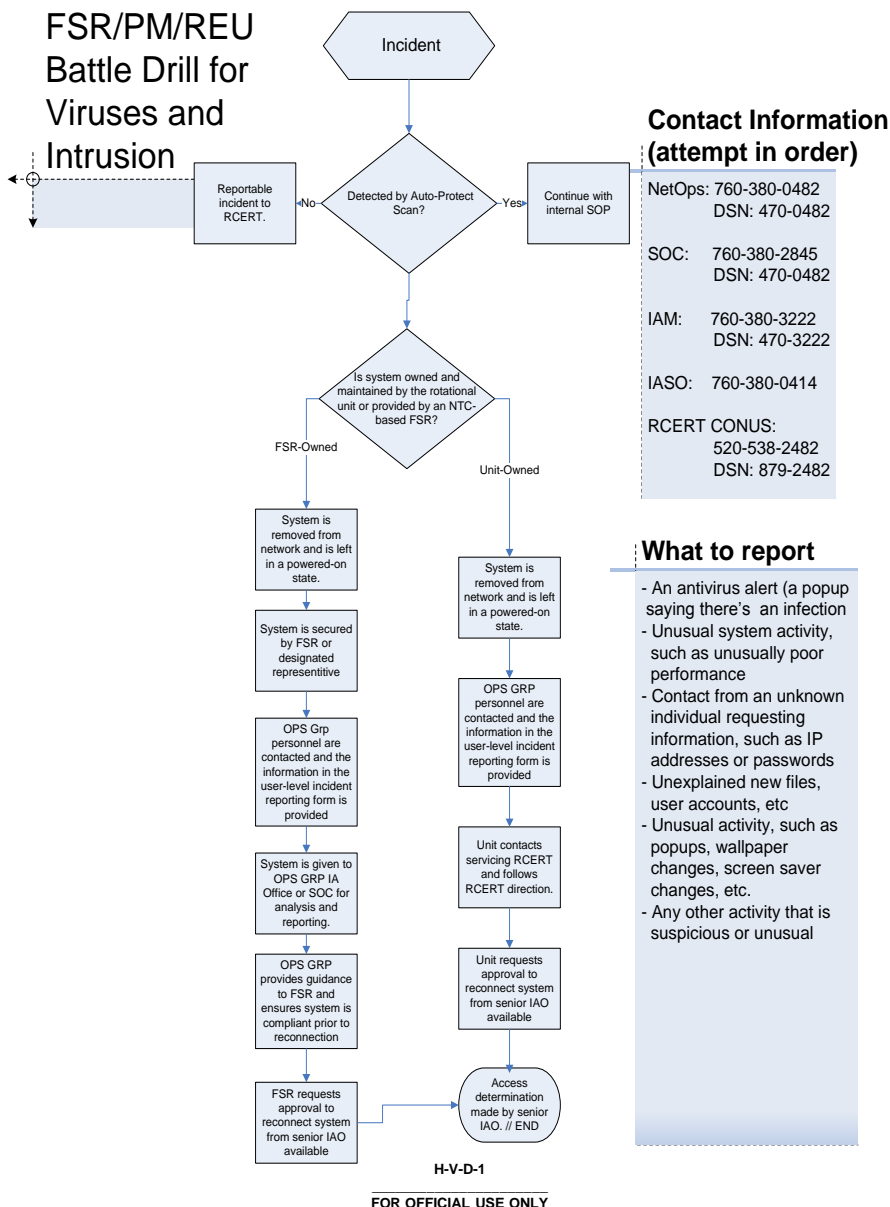 FSR/PM/REU
Battle Drill for
Viruses and
Intrusion
Incident
Reportable
incident to
RCERT.
No
Detected by Auto-Protect
Scan?
Yes
Continue with
internal SOP
Is system owned and
maintained by the rotational
unit or provided by an NTC-
based FSR?
FSR-Owned
Unit-Owned
System is
removed from
network and is left
in a powered-on
state.
System is secured
by FSR or
designated
representitive
OPS Grp
personnel are
contacted and the
information in the
user-level incident
reporting form is
provided
System is given to
OPS GRP IA
Office or SOC for
analysis and
reporting.
OPS GRP
provides guidance
to FSR and
ensures system is
compliant prior to
reconnection
FSR requests
approval to
reconnect system
from senior IAO
available
System is
removed from
network and is left
in a powered-on
state.
OPS GRP
personnel are
contacted and the
information in the
user-level incident
reporting form is
provided
Unit contacts
servicing RCERT
and follows
RCERT direction.
Unit requests
approval to
reconnect system
from senior IAO
available
Access
determination
made by senior
IAO. // END
Contact Information
(attempt in order)
NetOps: 760-380-0482
DSN: 470-0482
SOC: 760-380-2845
DSN: 470-0482
IAM: 760-380-3222
DSN: 470-3222
IASO: 760-380-0414
RCERT CONUS:
520-538-2482
DSN: 879-2482
What to report
- An antivirus alert (a popup
saying there's an infection
- Unusual system activity,
such as unusually poor
performance
- Contact from an unknown
individual requesting
information, such as IP
addresses or passwords
- Unexplained new files,
user accounts, etc
- Unusual activity, such as
popups, wallpaper
changes, screen saver
changes, etc.
- Any other activity that is
suspicious or unusual
H-V-D-1
FOR OFFICIAL USE ONLY